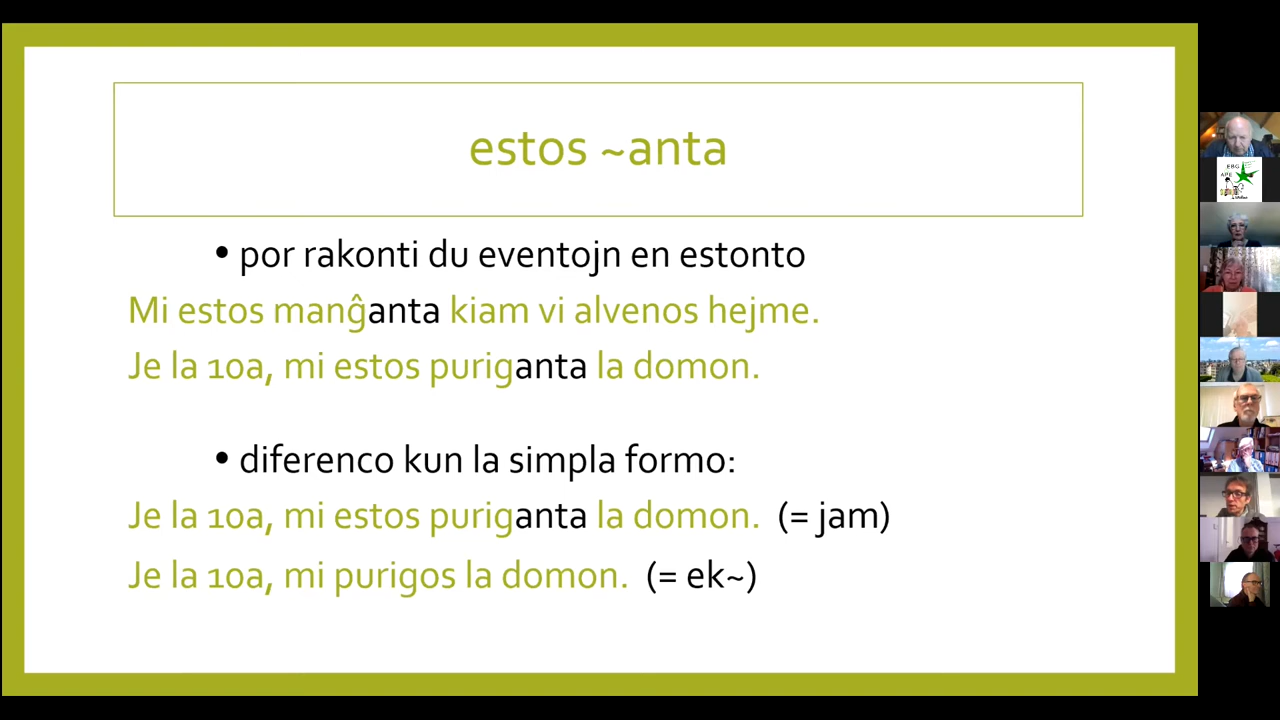 estos ~anta
• por rakonti du eventojn en estonto
Mi estos manĝanta kiam vi alvenos hejme.
Je la 10a, mi estos puriganta la domon.
• diferenco kun la simpla formo:
Je la 10a, mi estos puriganta la domon. (= jam)
Je la 10a, mi purigos la domon. (= ek~)
EBG
APE